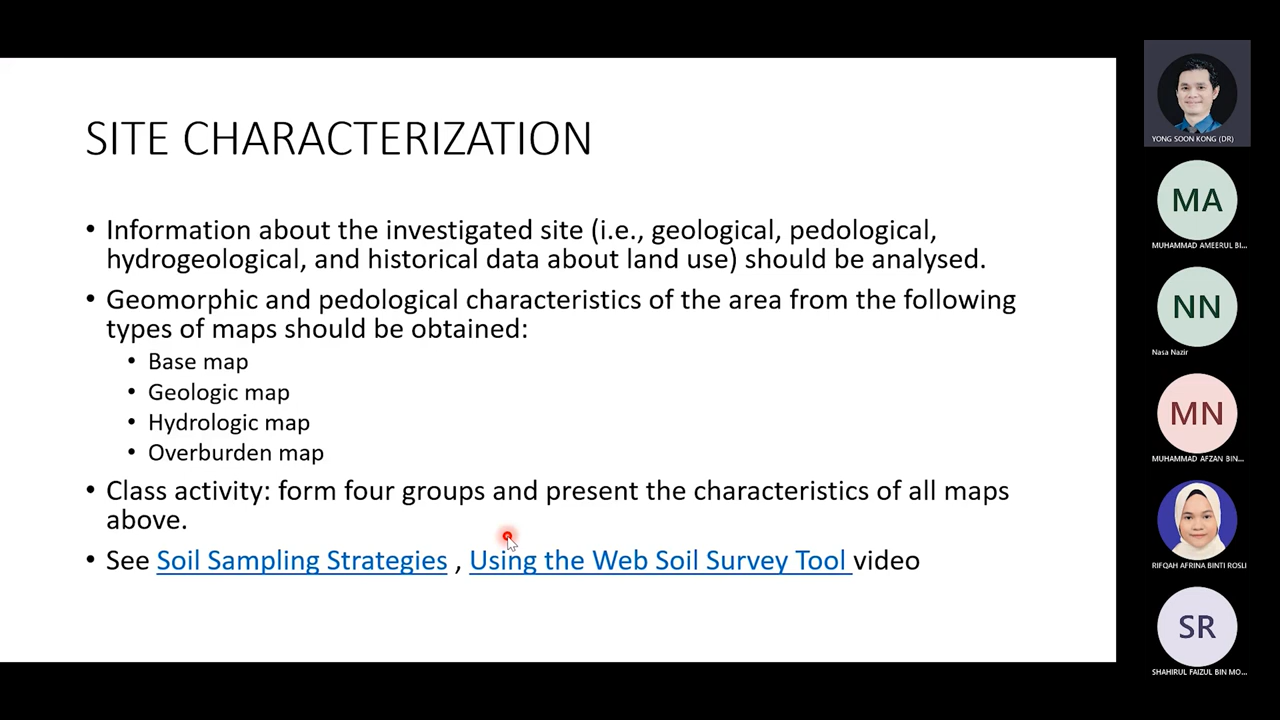 SITE CHARACTERIZATION
• Information about the investigated site (i.e., geological, pedological,
hydrogeological, and historical data about land use) should be analysed.
• Geomorphic and pedological characteristics of the area from the following
types of maps should be obtained:
• Base map
• Geologic map
• Hydrologic map
• Overburden map
• Class activity: form four groups and present the characteristics of all maps
above.
• See Soil Sampling Strategies , Using the Web Soil Survey Tool video
YONG SOON KONG (DR)
MA
MUHAMMAD AMEERUL BI...
NN
Nasa Nazir
MN
MUHAMMAD AFZAN BIN...
RIFQAH AFRINA BINTI ROSLI
SR
SHAHIRUL FAIZUL BIN MO...